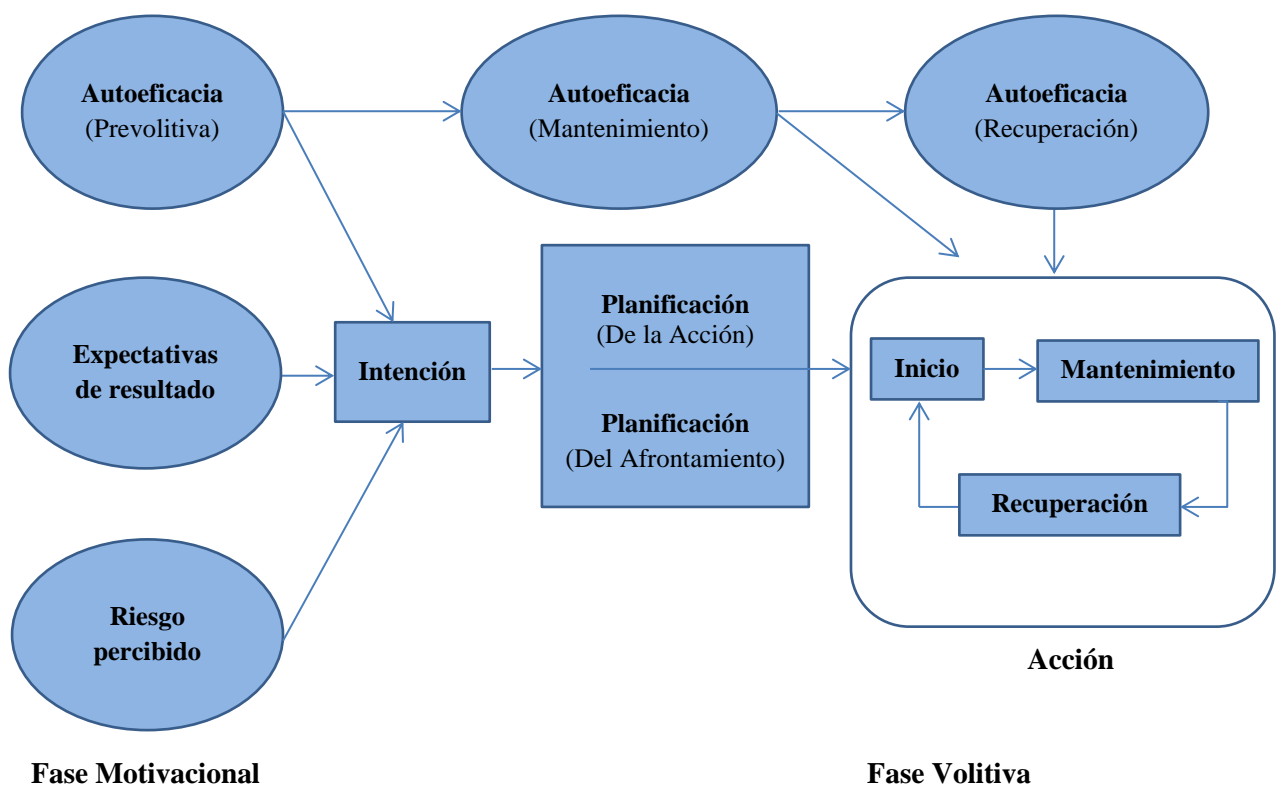 Autoeficacia
(Prevolitiva)
Autoeficacia
(Mantenimiento)
Autoeficacia
(Recuperación)
Expectativas
de resultado
Intención
Planificación
(De la Acción)
Planificación
(Del Afrontamiento)
Inicio
Mantenimiento
Recuperación
Riesgo
percibido
Acción
Fase Motivacional
Fase Volitiva